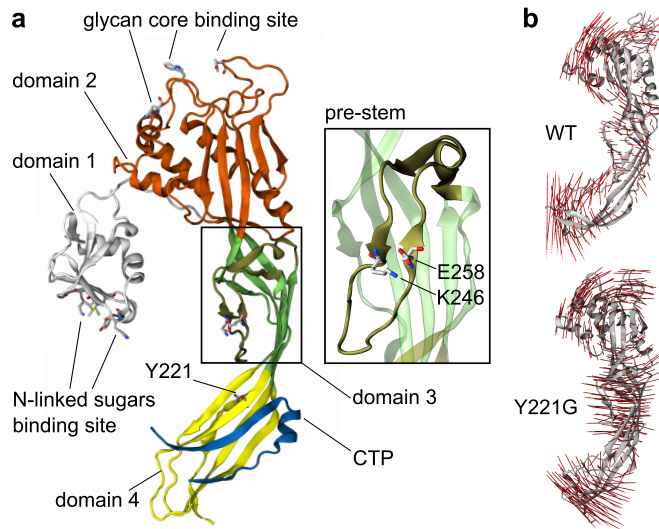 a
glycan core binding site
domain 2
domain 1
N-linked sugars
binding site
Y221
domain 4
CTP
domain 3
pre-stem
E258
K246
b
WT
Y221G